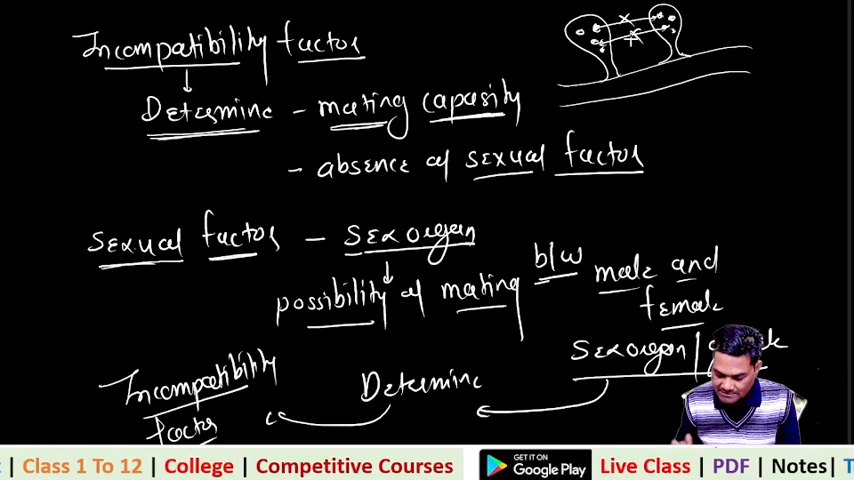 Incompatibility factor
Determine - mating capasity
- absence of sexual factor
sexual factor - sex organ
possibility of mating b/w male and
female
sex organ |
Incompatibility
factor
Determine
| Class 1 To 12 | College | Competitive Courses
GET IT ON
Google Play
Live Class | PDF | Notes|